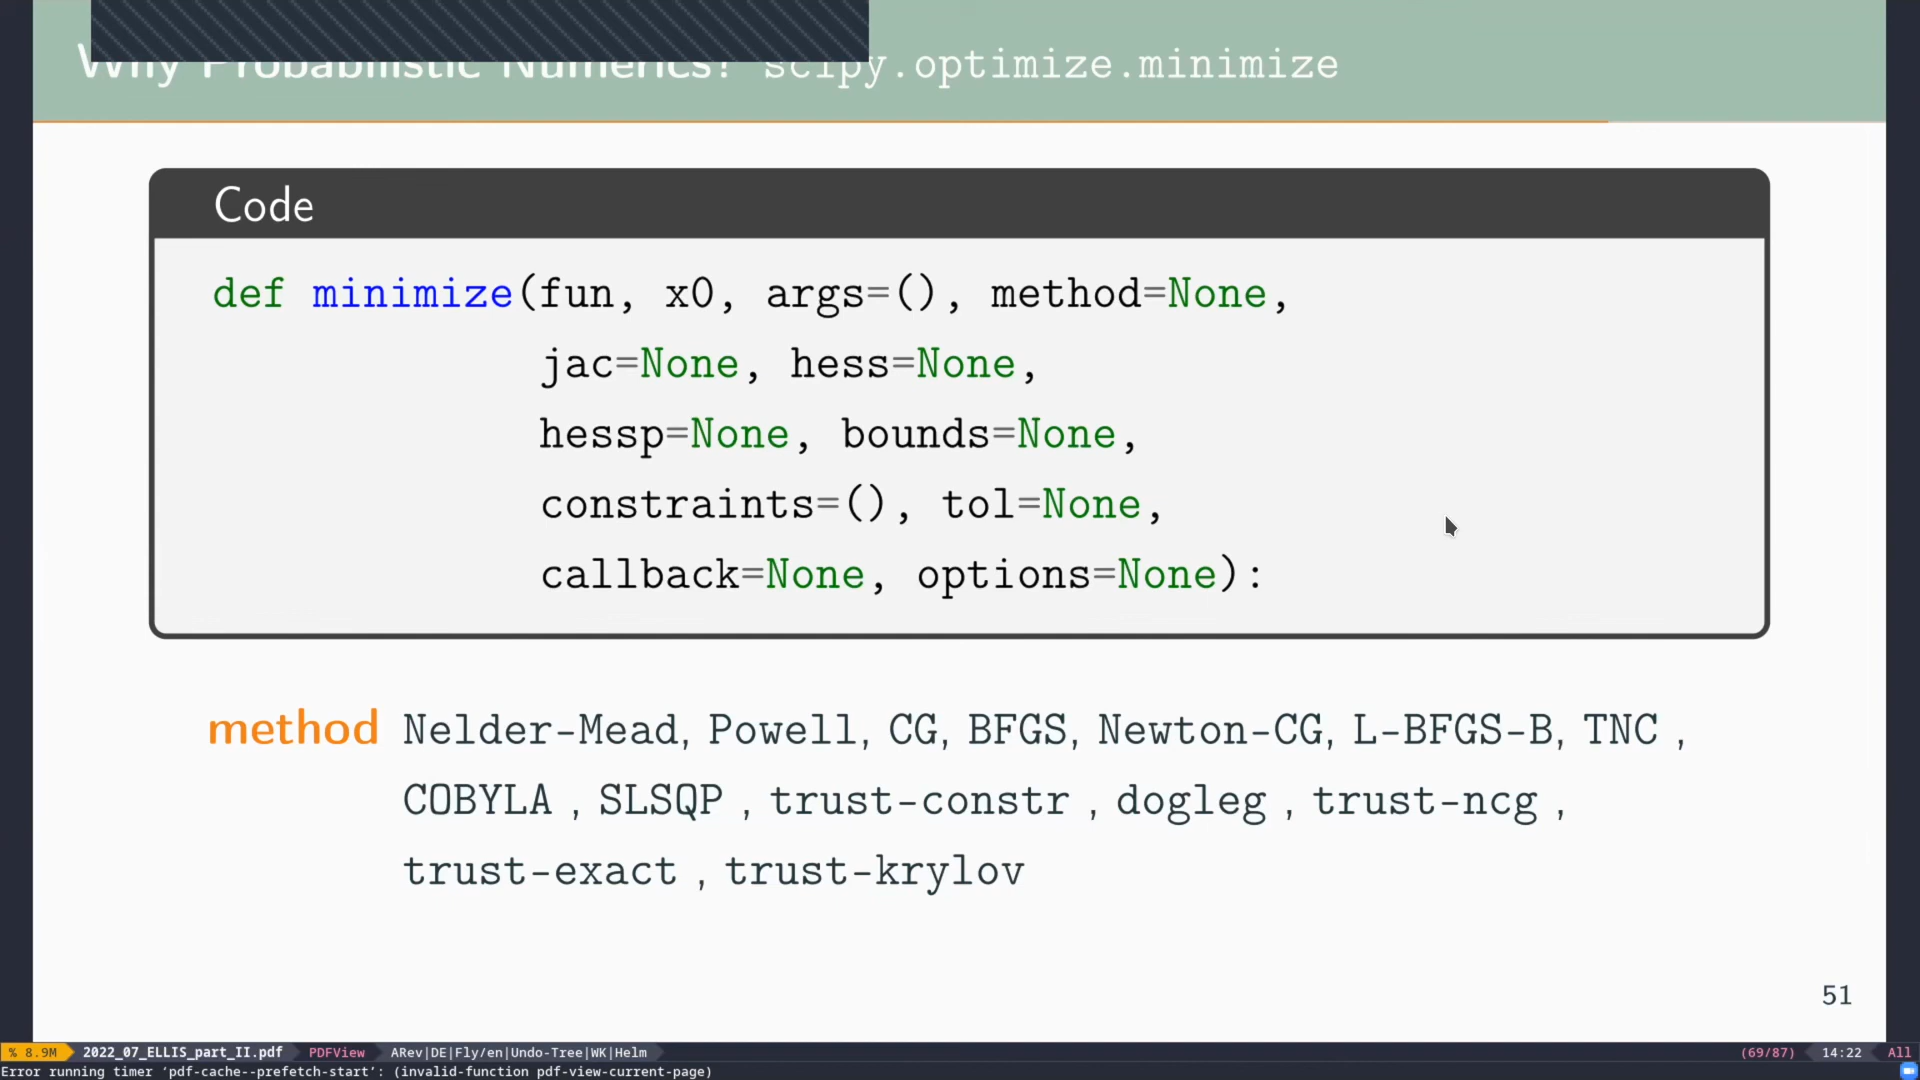 Why Probabilistic Numerics? scipy.optimize.minimize
Code
def minimize(fun, x0, args=(), method=None,
jac=None, hess=None,
hessp=None, bounds=None,
constraints=(), tol=None,
callback=None, options=None):
method Nelder-Mead, Powell, CG, BFGS, Newton-CG, L-BFGS-B, TNC ,
COBYLA , SLSQP , trust-constr , dogleg , trust-ncg ,
trust-exact , trust-krylov
51
% 8.9M 2022_07_ELLIS_part_II.pdf PDFView ARev|DE|Fly/en|Undo-Tree|WK|Helm (69/87) 14:22 All
Error running timer ‘pdf-cache--prefetch-start’: (invalid-function pdf-view-current-page)